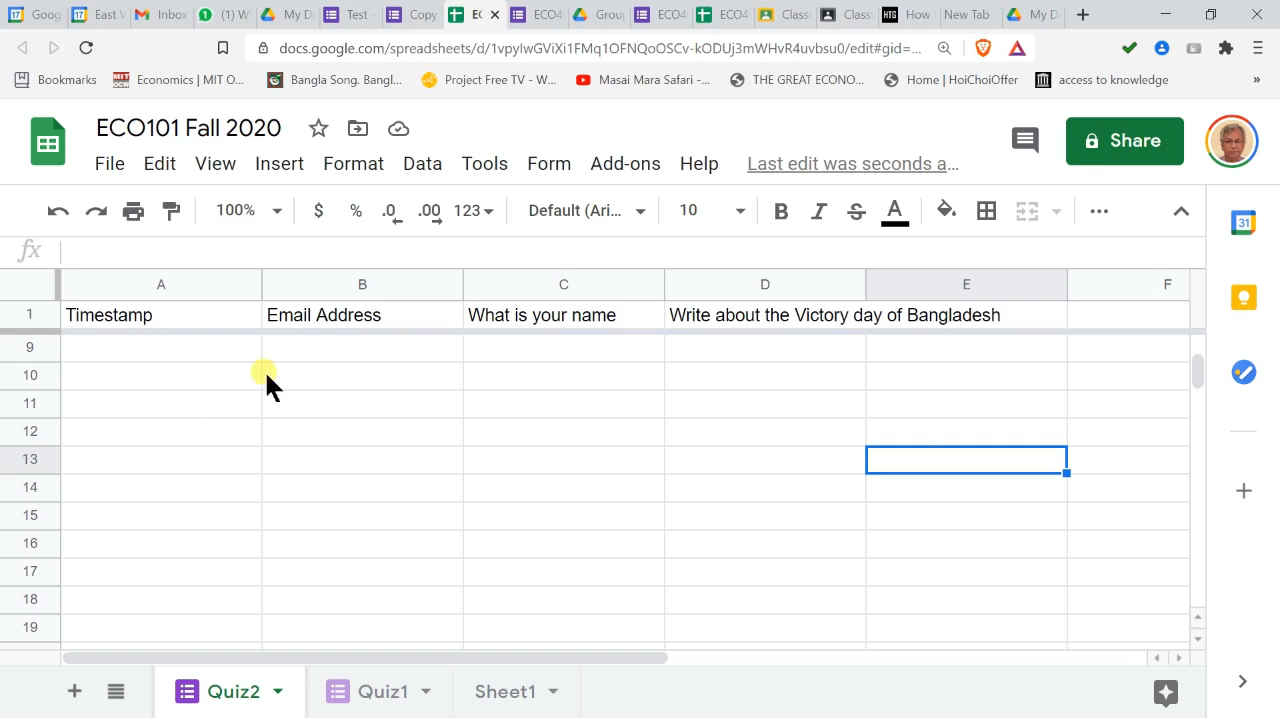 Goog
East V
Inbox
(1) W
My D
Test -
Copy
EC
ECO4
Grou
ECO4
ECO4
Class
Class
How
New Tab
My D
docs.google.com/spreadsheets/d/1vpyIwGViXi1FMq1OFNQoOSCv-kODUj3mWHvR4uvbsu0/edit#gid=...
Bookmarks
Economics | MIT O...
Bangla Song. Bangl...
Project Free TV - W...
Masai Mara Safari -...
THE GREAT ECONO...
Home | HoiChoiOffer
access to knowledge
»
ECO101 Fall 2020
Share
File Edit View Insert Format Data Tools Form Add-ons Help Last edit was seconds a...
100% $ % .0 .00 123 Default (Ari... 10 B I S A
31
fx
A B C D E F
1 Timestamp Email Address What is your name Write about the Victory day of Bangladesh
9
10
11
12
13
14
15
16
17
18
19
Quiz2 Quiz1 Sheet1